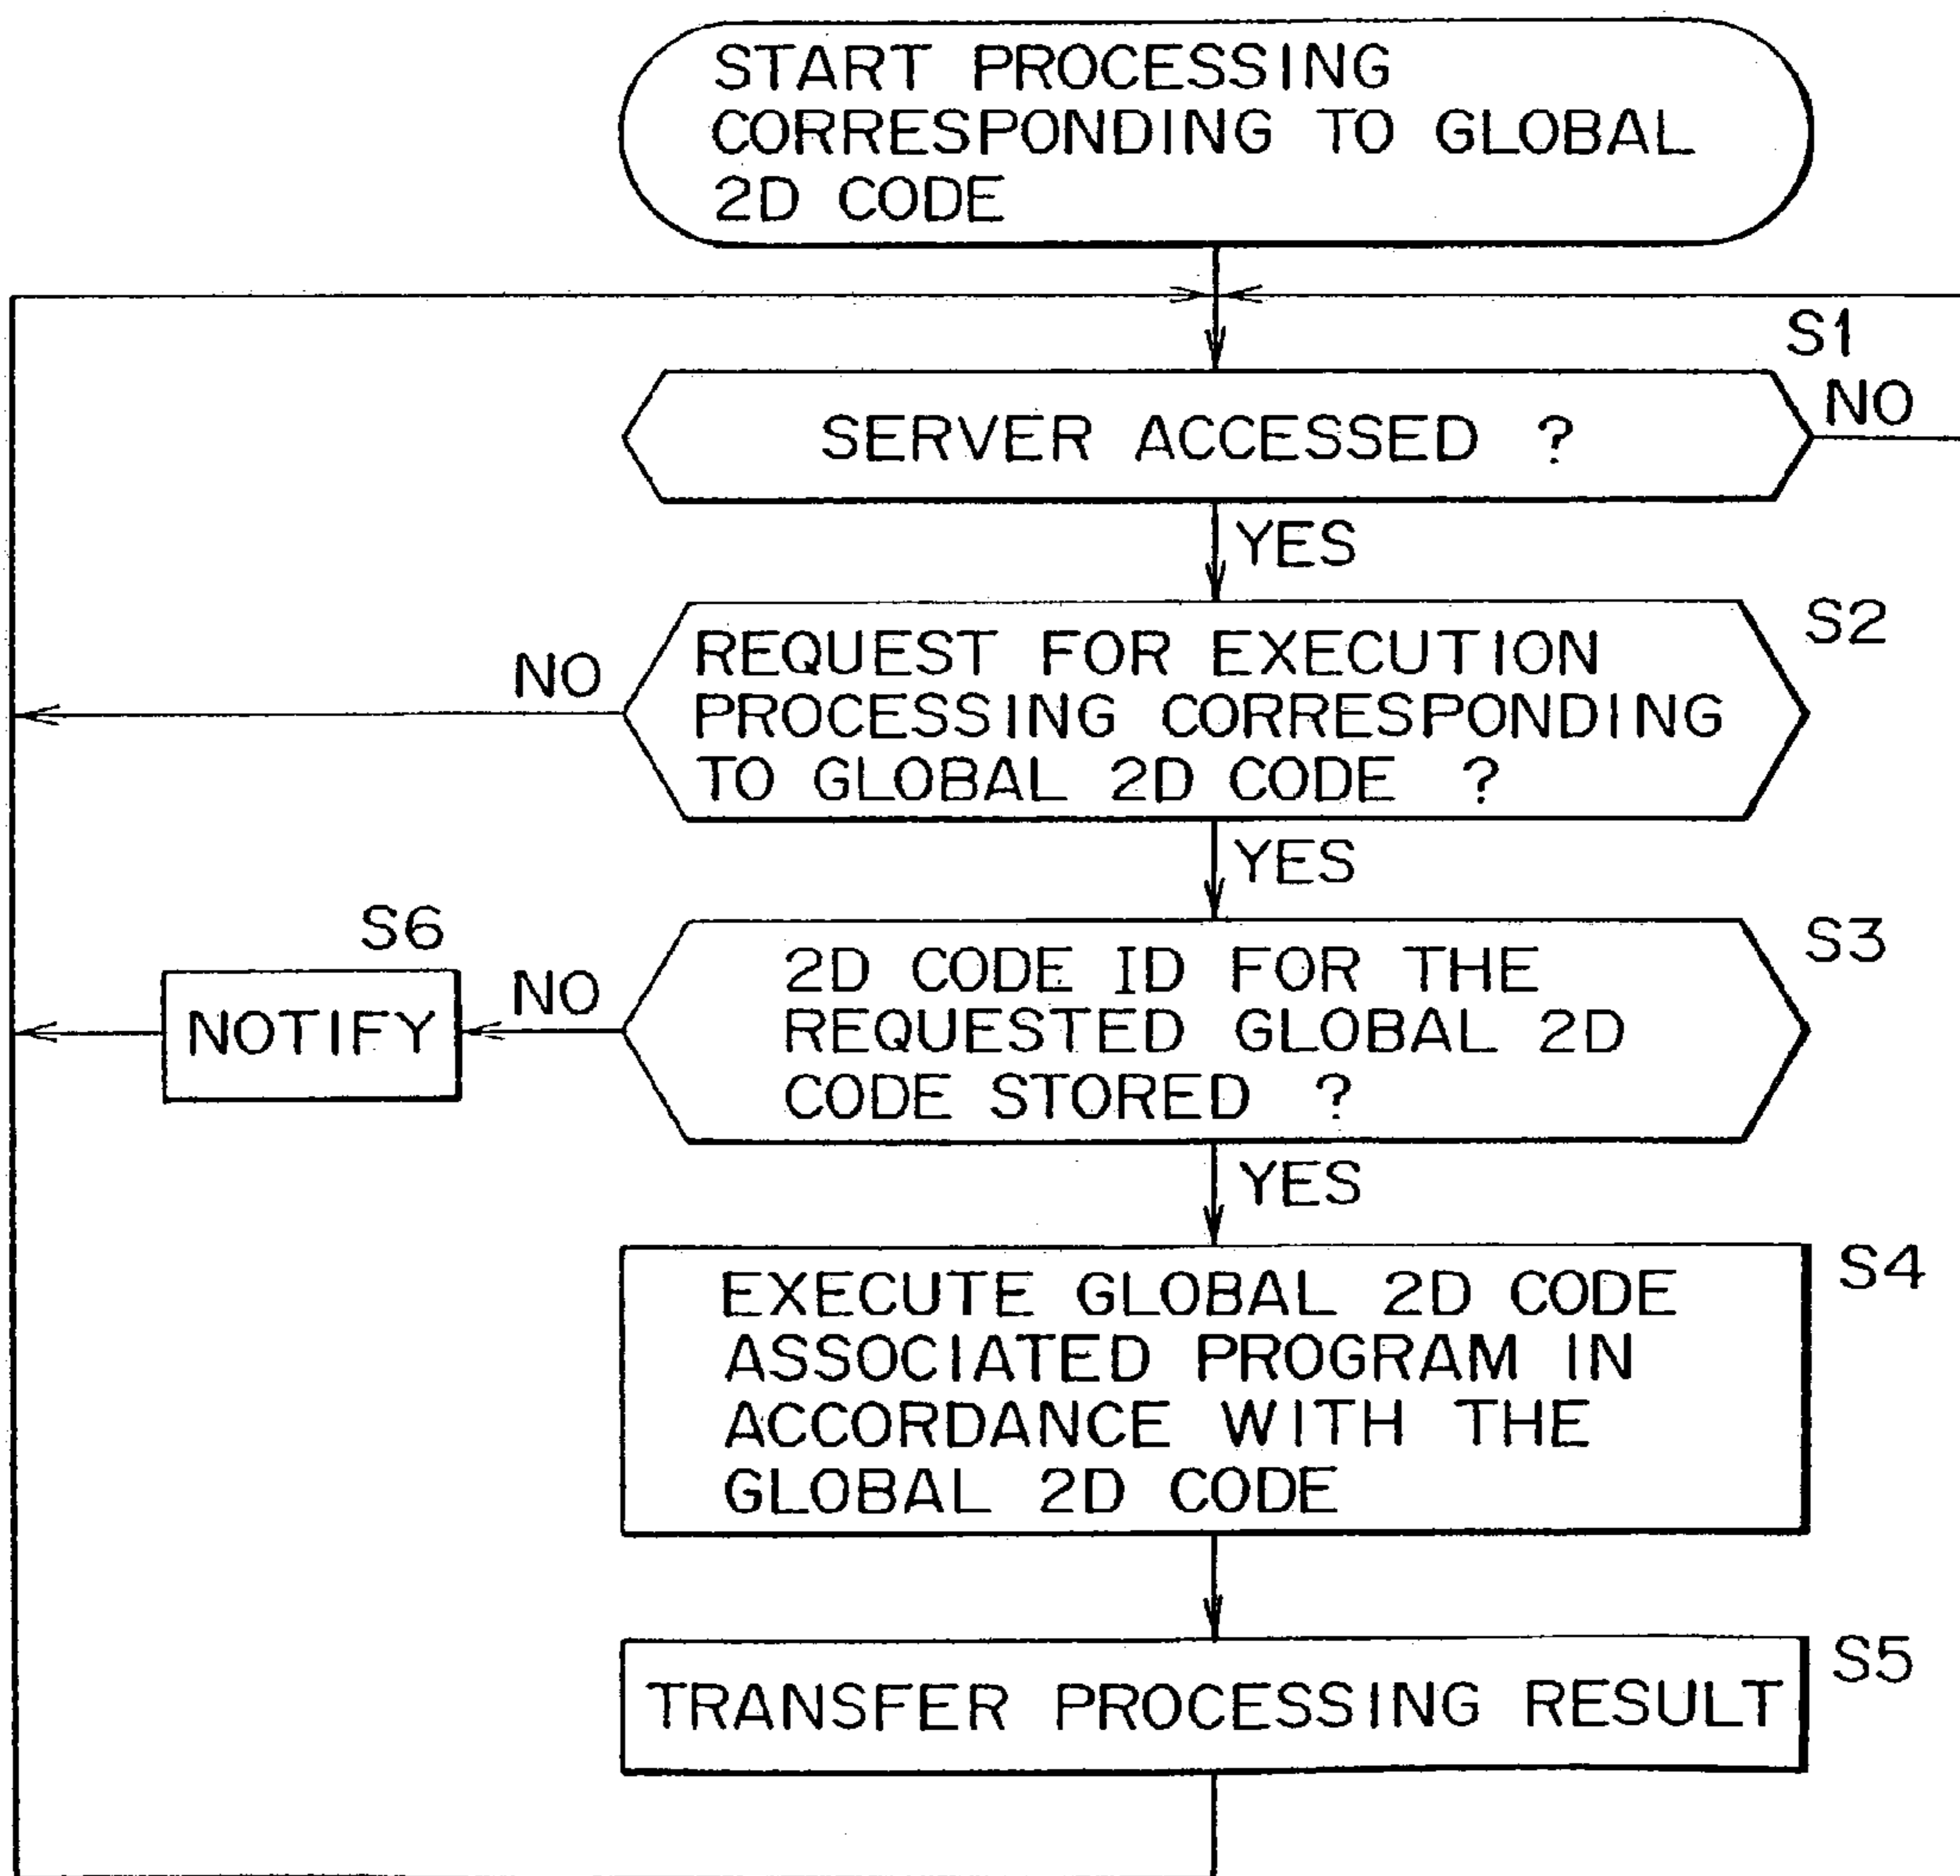 START PROCESSING
CORRESPONDING TO GLOBAL
2D CODE
S1
SERVER ACCESSED ?
NO
YES
S2
REQUEST FOR EXECUTION
PROCESSING CORRESPONDING
TO GLOBAL 2D CODE ?
NO
YES
S3
2D CODE ID FOR THE
REQUESTED GLOBAL 2D
CODE STORED ?
NO
S6
NOTIFY
YES
S4
EXECUTE GLOBAL 2D CODE
ASSOCIATED PROGRAM IN
ACCORDANCE WITH THE
GLOBAL 2D CODE
S5
TRANSFER PROCESSING RESULT